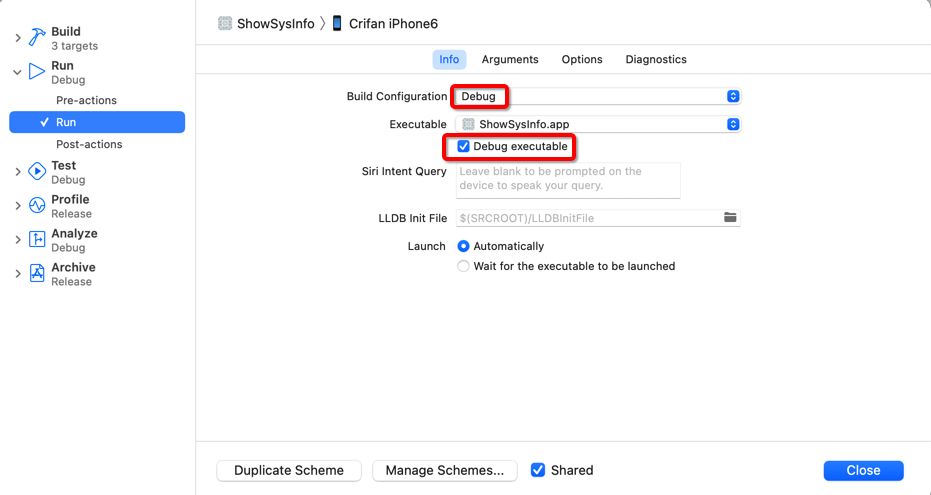 ShowSysInfo 〉 Crifan iPhone6
Build
3 targets
Run
Debug
Pre-actions
Run
Post-actions
Test
Debug
Profile
Release
Analyze
Debug
Archive
Release
Info Arguments Options Diagnostics
Build Configuration Debug
Executable ShowSysInfo.app
Debug executable
Siri Intent Query Leave blank to be prompted on the
device to speak your query.
LLDB Init File $(SRCROOT)/LLDBInitFile
Launch Automatically
Wait for the executable to be launched
Duplicate Scheme Manage Schemes... Shared Close